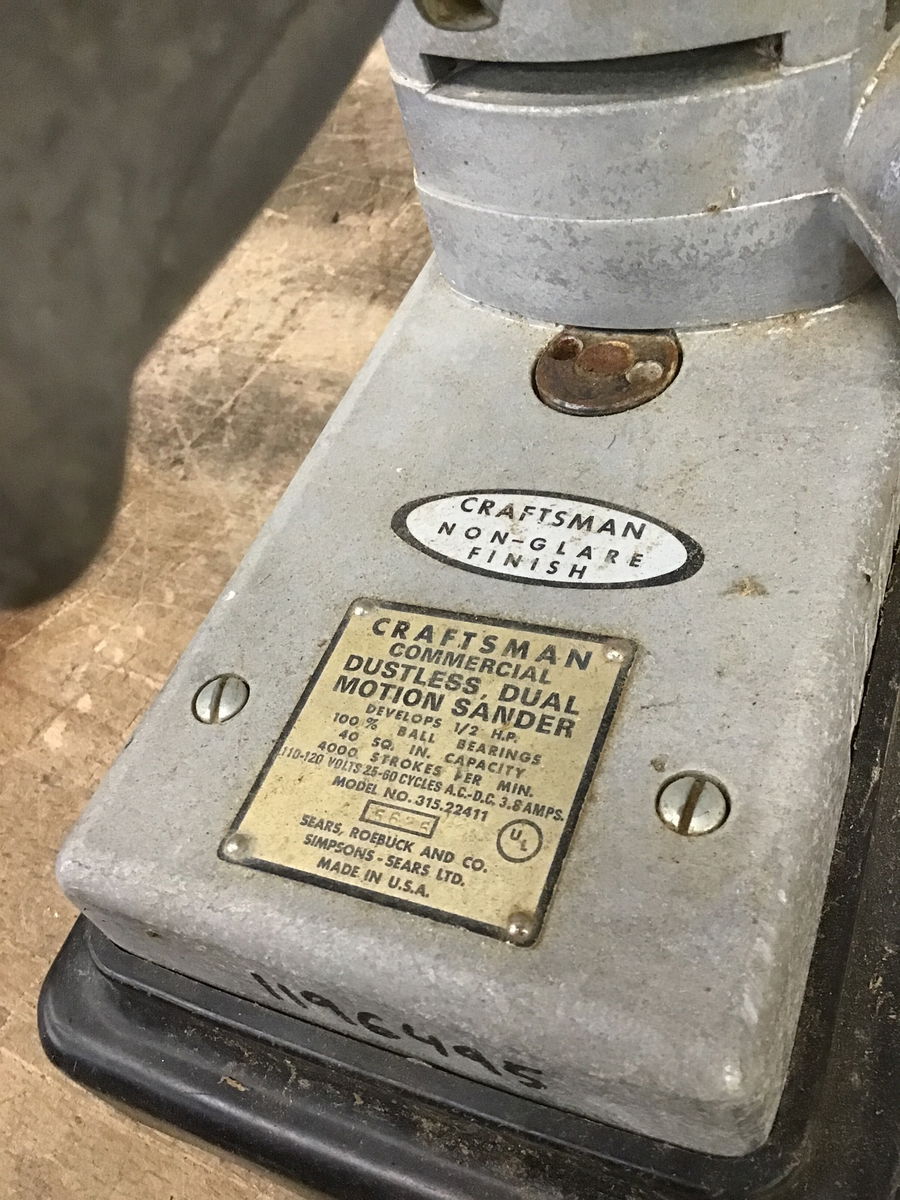 CRAFTSMAN
NON-GLARE
FINISH
CRAFTSMAN
COMMERCIAL
DUSTLESS, DUAL
MOTION SANDER
DEVELOPS 1/2 H.P.
100% BALL BEARINGS
40 SQ. IN. CAPACITY
4000 STROKES PER MIN.
110-120 VOLTS 25-60 CYCLES A.C.-D.C. 3.8 AMPS.
MODEL NO. 315.22411
UL
SEARS, ROEBUCK AND CO.
SIMPSONS-SEARS LTD.
MADE IN U.S.A.